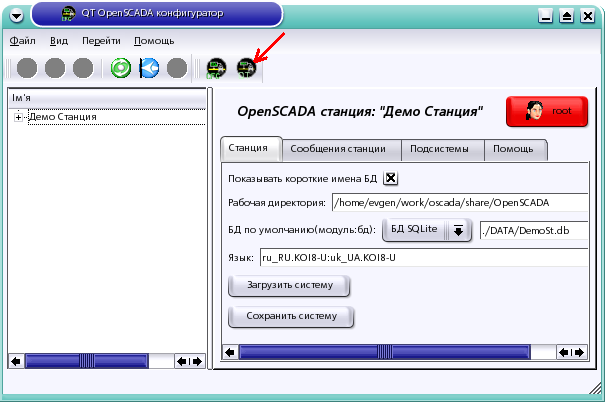 QT OpenSCADA конфигуратор
Файл Вид Перейти Помощь
Ім'я
Демо Станция
OpenSCADA станция: "Демо Станция"
root
Станция Сообщения станции Подсистемы Помощь
Показывать короткие имена БД
Рабочая директория: /home/evgen/work/oscada/share/OpenSCADA
БД по умолчанию(модуль:бд): БД SQLite ./DATA/DemoSt.db
Язык: ru_RU.KOI8-U:uk_UA.KOI8-U
Загрузить систему
Сохранить систему